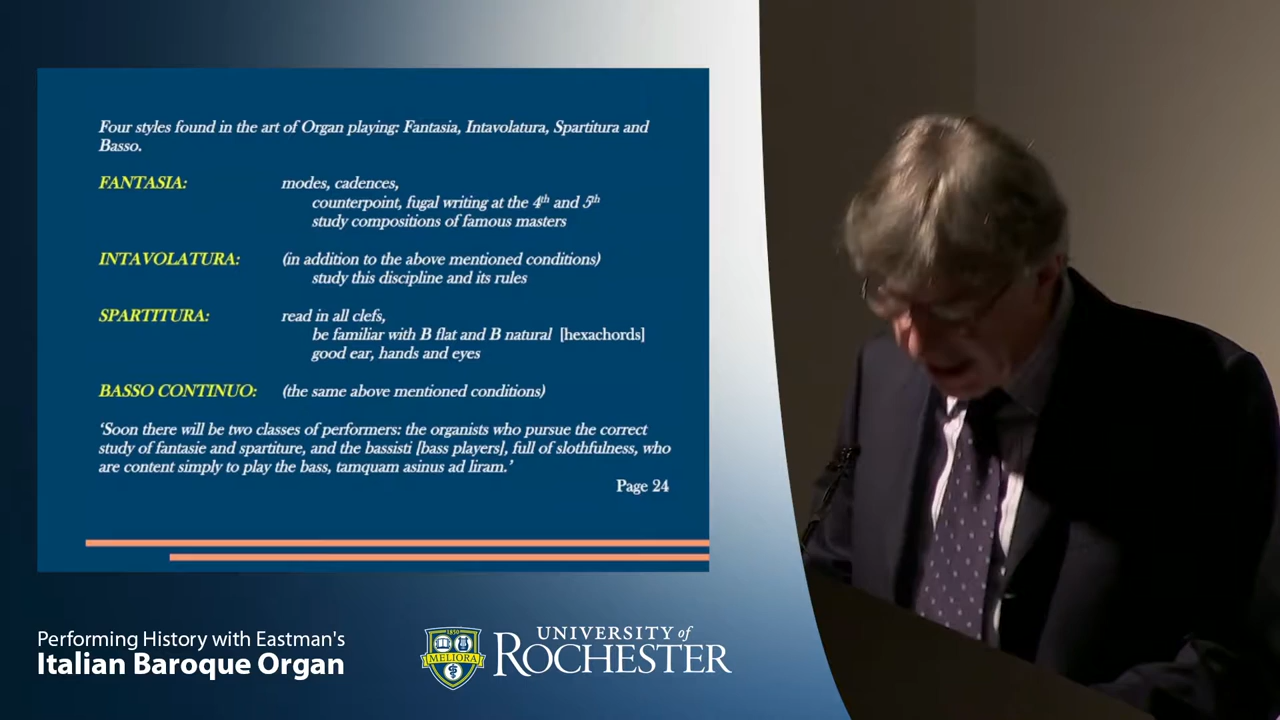 Four styles found in the art of Organ playing: Fantasia, Intavolatura, Spartitura and
Basso.
FANTASIA: modes, cadences,
counterpoint, fugal writing at the 4th and 5th
study compositions of famous masters
INTAVOLATURA: (in addition to the above mentioned conditions)
study this discipline and its rules
SPARTITURA: read in all clefs,
be familiar with B flat and B natural [hexachords]
good ear, hands and eyes
BASSO CONTINUO: (the same above mentioned conditions)
‘Soon there will be two classes of performers: the organists who pursue the correct
study of fantasie and spartiture, and the bassisti [bass players], full of slothfulness, who
are content simply to play the bass, tamquam asinus ad liram.’
Page 24
Performing History with Eastman's
Italian Baroque Organ
1850
MELIORA
UNIVERSITY of
ROCHESTER